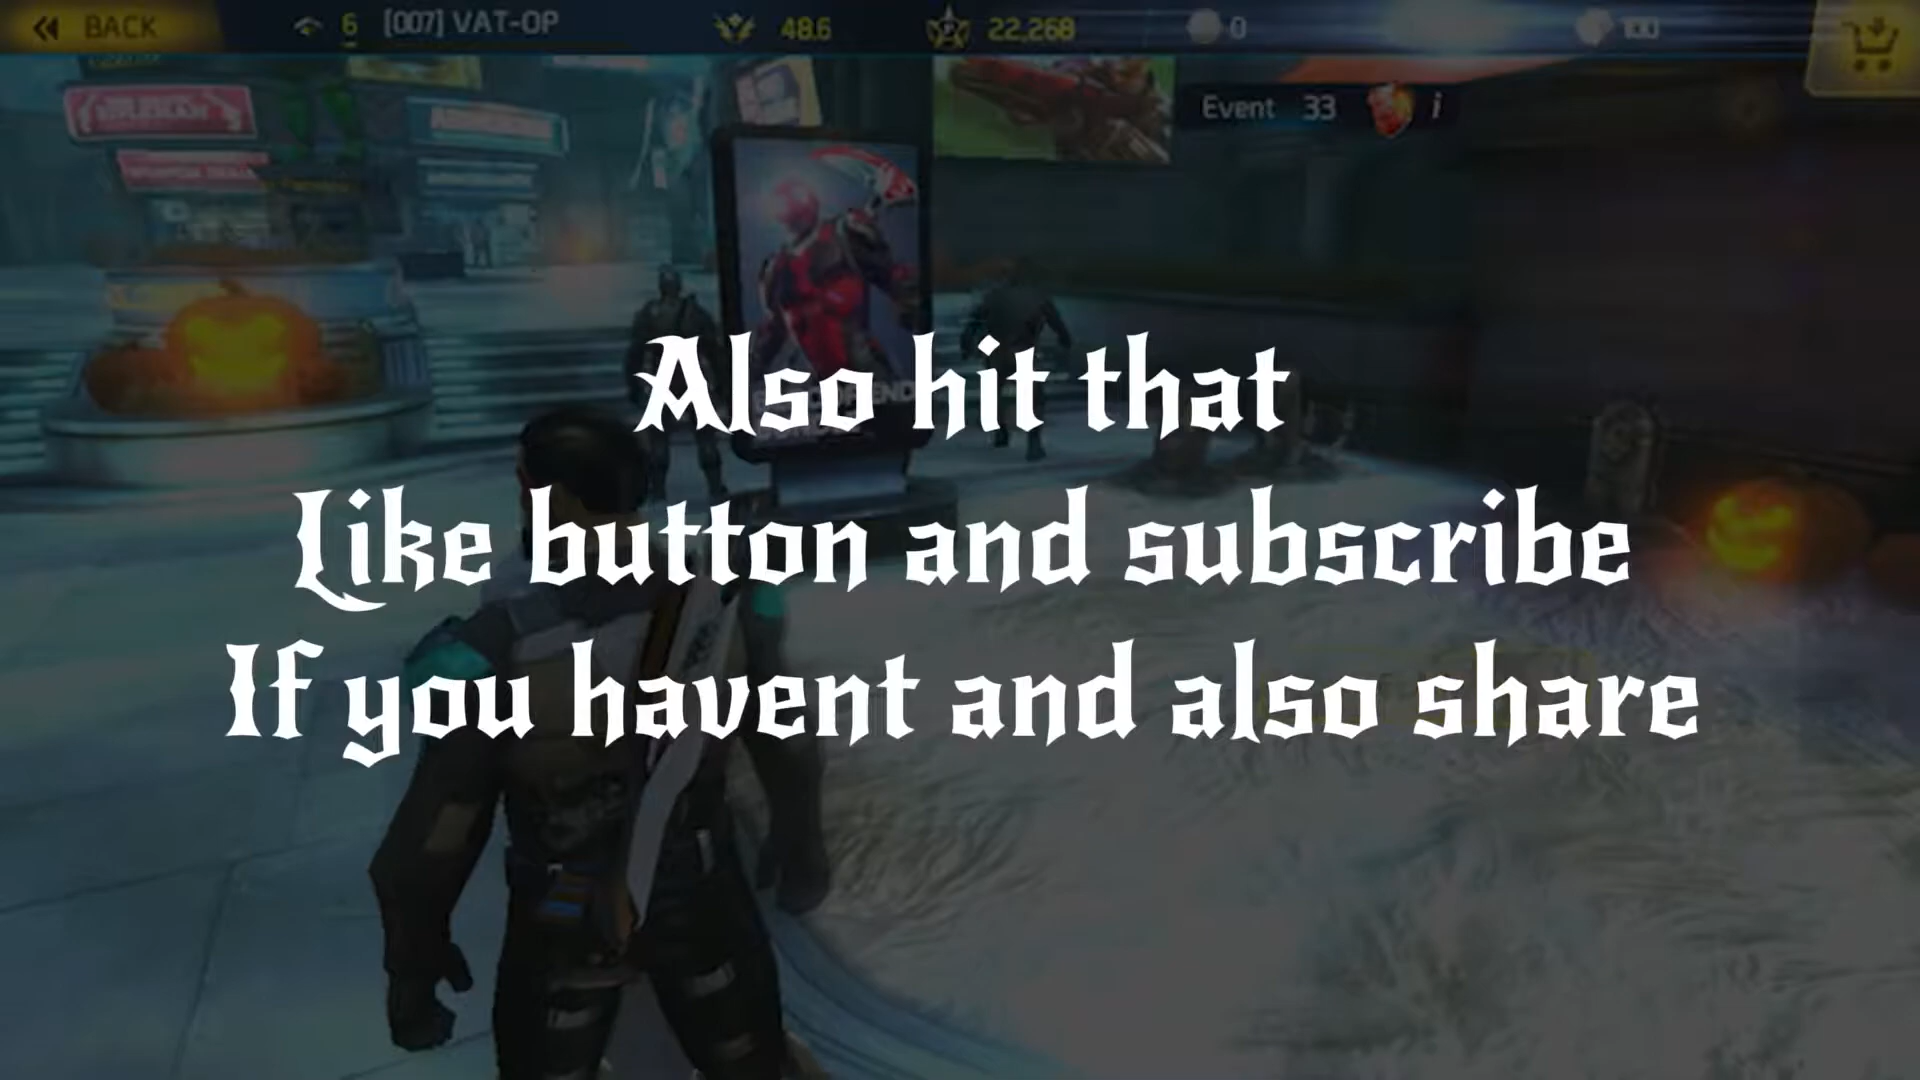 BACK
6 [007] VAT-OP
48.6
22,268
0
100
Event 33 i
Also hit that
Like button and subscribe
If you havent and also share